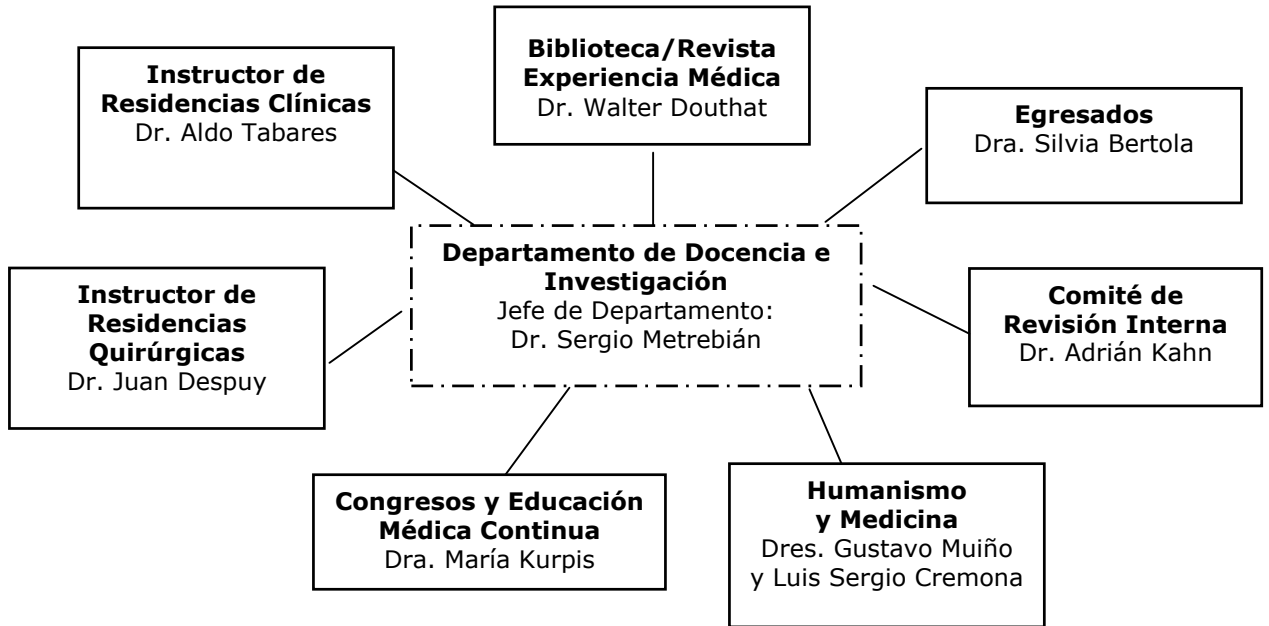 Biblioteca/Revista
Experiencia Médica
Dr. Walter Douthat
Instructor de
Residencias Clínicas
Dr. Aldo Tabares
Egresados
Dra. Silvia Bertola
Departamento de Docencia e
Investigación
Jefe de Departamento:
Dr. Sergio Metrebián
Instructor de
Residencias
Quirúrgicas
Dr. Juan Despuy
Comité de
Revisión Interna
Dr. Adrián Kahn
Congresos y Educación
Médica Continua
Dra. María Kurpis
Humanismo
y Medicina
Dres. Gustavo Muiño
y Luis Sergio Cremona